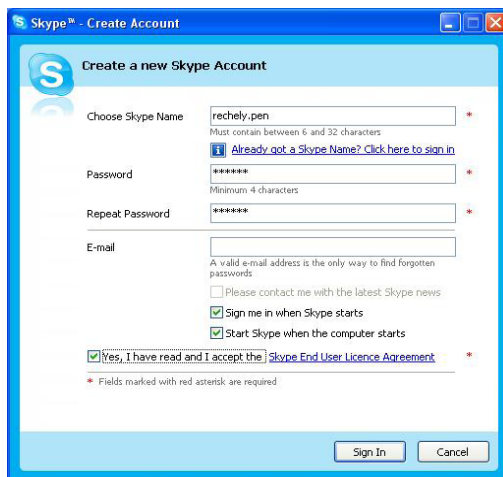 Skype™ - Create Account
Create a new Skype Account
Choose Skype Name
rechely.pen
*
Must contain between 6 and 32 characters
Already got a Skype Name? Click here to sign in
Password
******
*
Minimum 4 characters
Repeat Password
******
*
E-mail
A valid e-mail address is the only way to find forgotten
passwords
Please contact me with the latest Skype news
Sign me in when Skype starts
Start Skype when the computer starts
Yes, I have read and I accept the Skype End User Licence Agreement *
* Fields marked with red asterisk are required
Sign In
Cancel